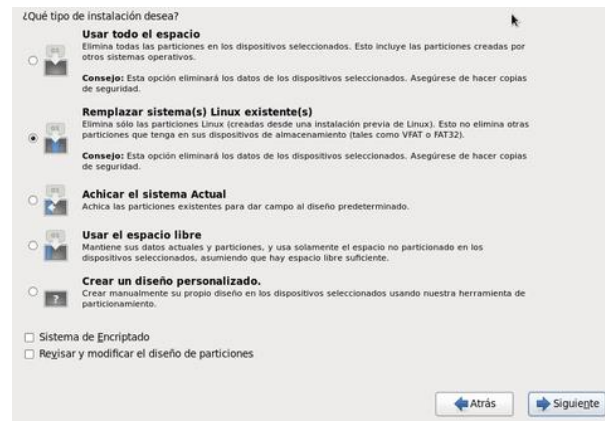 ¿Qué tipo de instalación desea?
Usar todo el espacio
Elimina todas las particiones en los dispositivos seleccionados. Esto incluye las particiones creadas por
otros sistemas operativos.
Consejo: Esta opción eliminará los datos de los dispositivos seleccionados. Asegúrese de hacer copias
de seguridad.
Remplazar sistema(s) Linux existente(s)
Elimina sólo las particiones Linux (creadas desde una instalación previa de Linux). Esto no elimina otras
particiones que tenga en sus dispositivos de almacenamiento (tales como VFAT o FAT32).
Consejo: Esta opción eliminará los datos de los dispositivos seleccionados. Asegúrese de hacer copias
de seguridad.
Achicar el sistema Actual
Achica las particiones existentes para dar campo al diseño predeterminado.
Usar el espacio libre
Mantiene sus datos actuales y particiones, y usa solamente el espacio no particionado en los
dispositivos seleccionados, asumiendo que hay espacio libre suficiente.
Crear un diseño personalizado.
Crear manualmente su propio diseño en los dispositivos seleccionados usando nuestra herramienta de
particionamiento.
?
Sistema de Encriptado
Revisar y modificar el diseño de particiones
Atrás
Siguiente